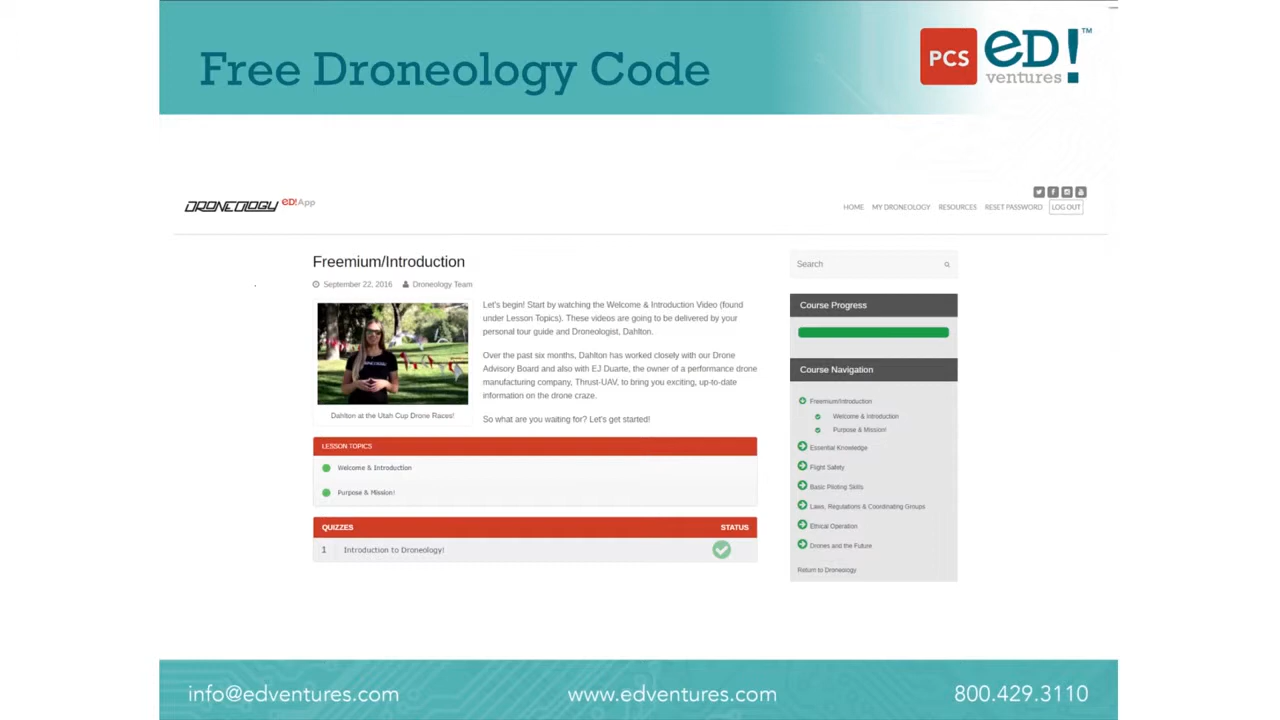 Free Droneology Code
PCS eD! ™
ventures
DRONEOLOGY eD!App
HOME MY DRONEOLOGY RESOURCES RESET PASSWORD LOG OUT
Freemium/Introduction
September 22, 2016 Droneology Team
Let's begin! Start by watching the Welcome & Introduction Video (found
under Lesson Topics). These videos are going to be delivered by your
personal tour guide and Droneologist, Dahlton.
Over the past six months, Dahlton has worked closely with our Drone
Advisory Board and also with EJ Duarte, the owner of a performance drone
manufacturing company, Thrust-UAV, to bring you exciting, up-to-date
information on the drone craze.
So what are you waiting for? Let's get started!
Dahlton at the Utah Cup Drone Races!
LESSON TOPICS
Welcome & Introduction
Purpose & Mission!
QUIZZES STATUS
1 Introduction to Droneology!
Search
Course Progress
Course Navigation
Freemium/Introduction
Welcome & Introduction
Purpose & Mission!
Essential Knowledge
Flight Safety
Basic Piloting Skills
Laws, Regulations & Coordinating Groups
Ethical Operation
Drones and the Future
Return to Droneology
info@edventures.com www.edventures.com 800.429.3110